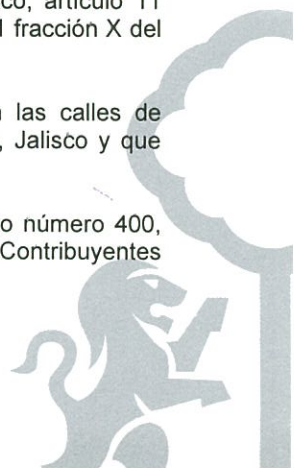 co, artículo 11
l fracción X del
las calles de
, Jalisco y que
o número 400,
Contribuyentes